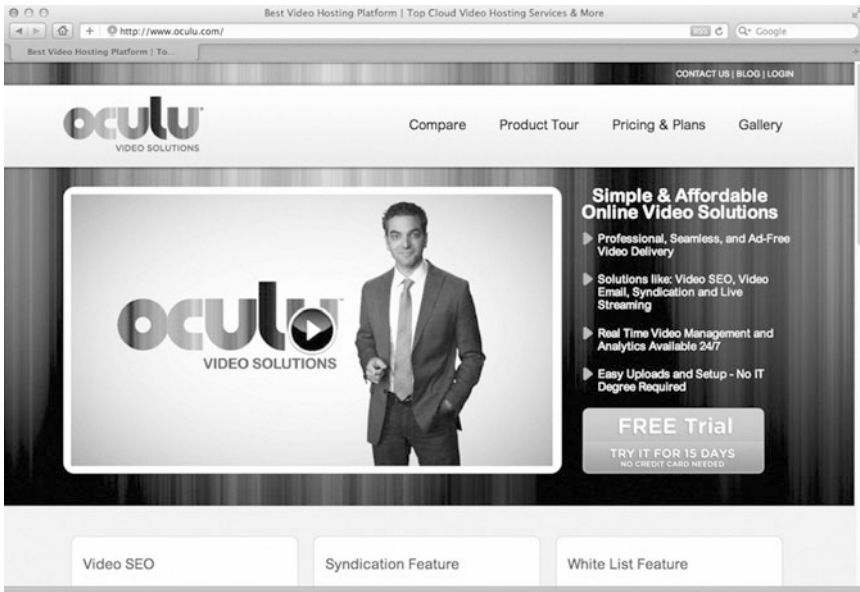 Best Video Hosting Platform | Top Cloud Video Hosting Services & More
http://www.oculu.com/
RSS
Google
Best Video Hosting Platform | To...
CONTACT US | BLOG | LOGIN
oculu
VIDEO SOLUTIONS
Compare Product Tour Pricing & Plans Gallery
oculu
VIDEO SOLUTIONS
Simple & Affordable
Online Video Solutions
Professional, Seamless, and Ad-Free
Video Delivery
Solutions like: Video SEO, Video
Email, Syndication and Live
Streaming
Real Time Video Management and
Analytics Available 24/7
Easy Uploads and Setup - No IT
Degree Required
FREE Trial
TRY IT FOR 15 DAYS
NO CREDIT CARD NEEDED
Video SEO Syndication Feature White List Feature